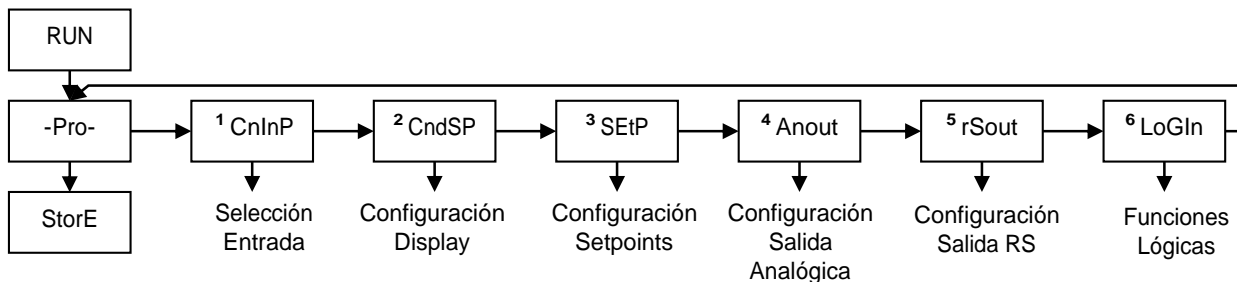 RUN
-Pro-
1 CnInP
2 CndSP
3 SEtP
4 Anout
5 rSout
6 LoGIn
StorE
Selección
Entrada
Configuración
Display
Configuración
Setpoints
Configuración
Salida
Analógica
Configuración
Salida RS
Funciones
Lógicas